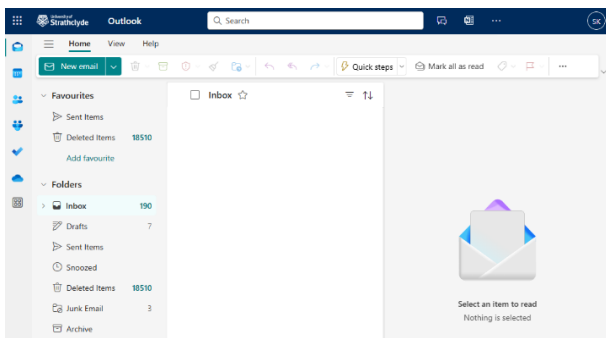 University of
Strathclyde Outlook Search SK
Home View Help
New email Quick steps Mark all as read
Favourites
Sent Items
Deleted Items 18510
Add favourite
Folders
Inbox 190
Drafts 7
Sent Items
Snoozed
Deleted Items 18510
Junk Email 3
Archive
Inbox
Select an item to read
Nothing is selected